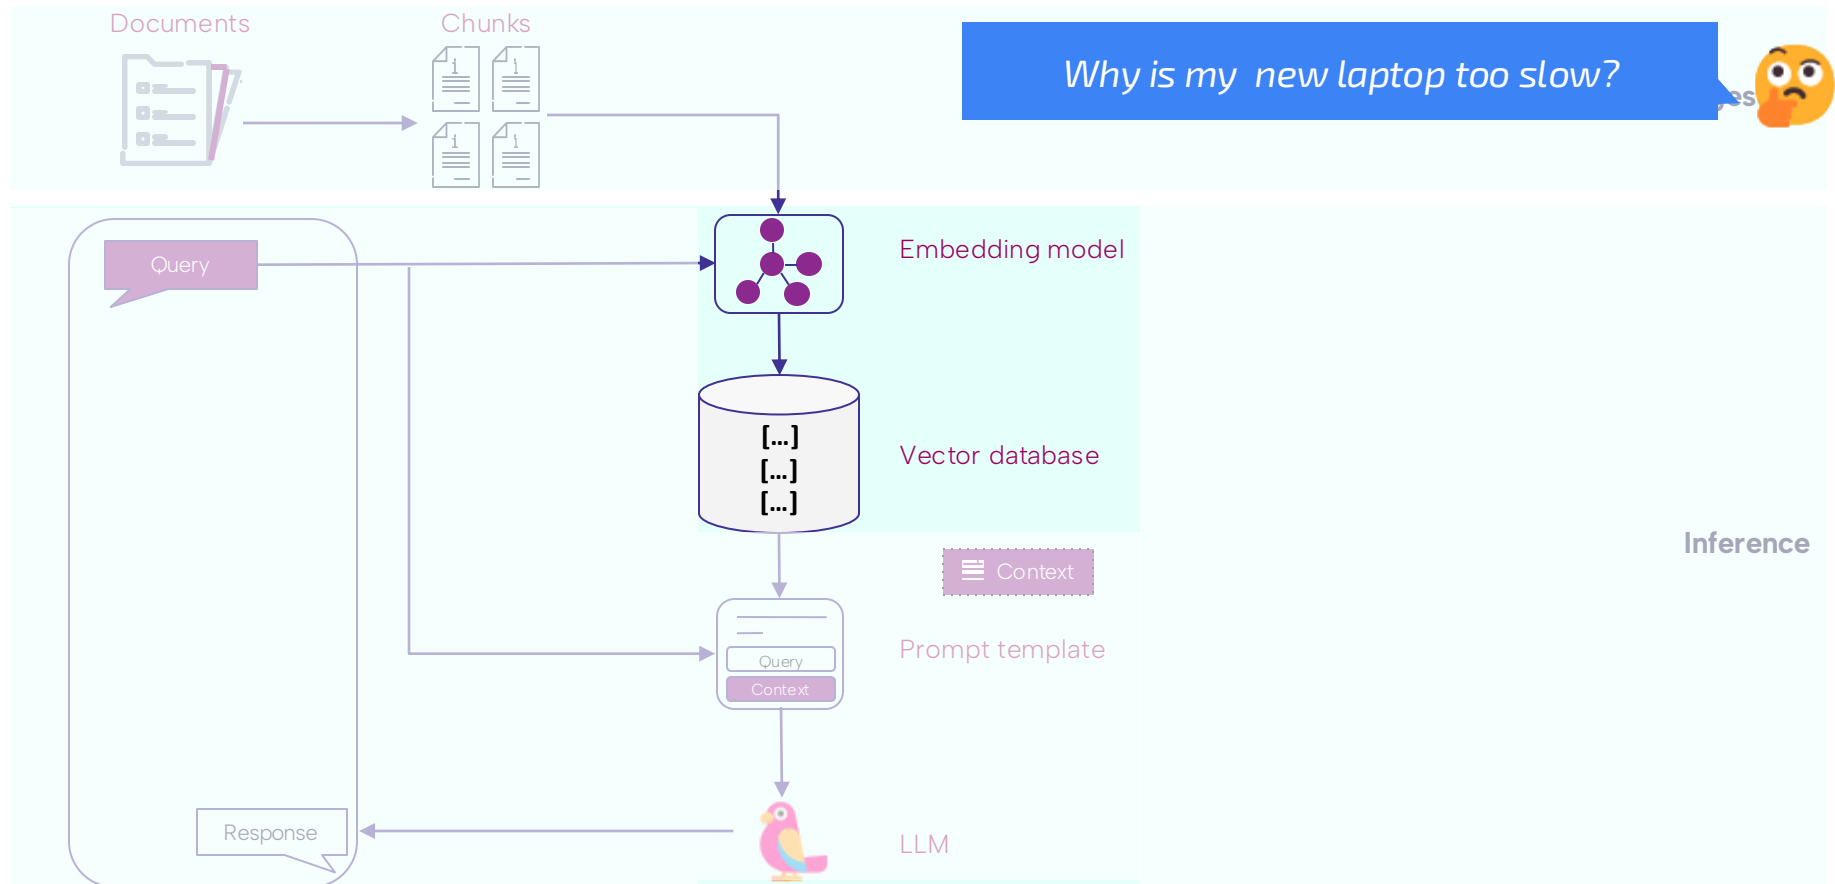 Documents
Chunks
Why is my new laptop too slow?
i
i
i
i
Query
Embedding model
[...]
[...]
[...]
Vector database
Inference
Context
Prompt template
Query
Context
Response
LLM